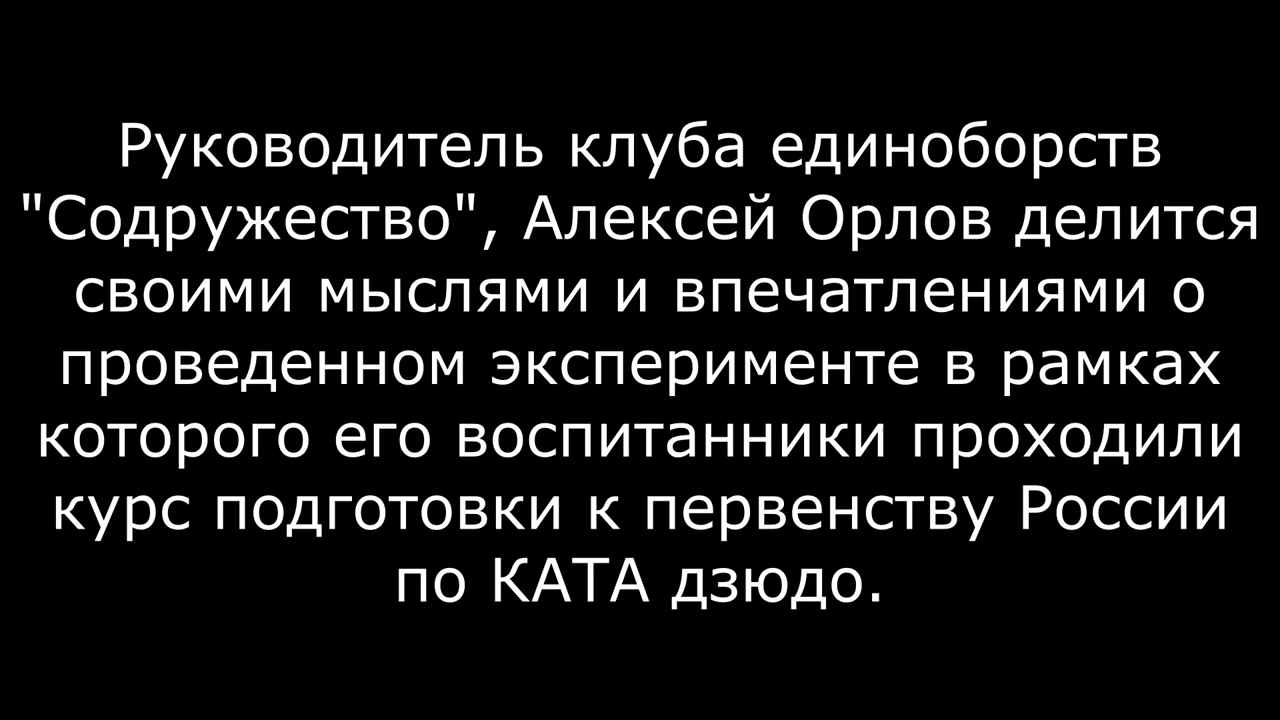 Руководитель клуба единоборств
"Содружество", Алексей Орлов делится
своими мыслями и впечатлениями о
проведенном эксперименте в рамках
которого его воспитанники проходили
курс подготовки к первенству России
по КАТА дзюдо.